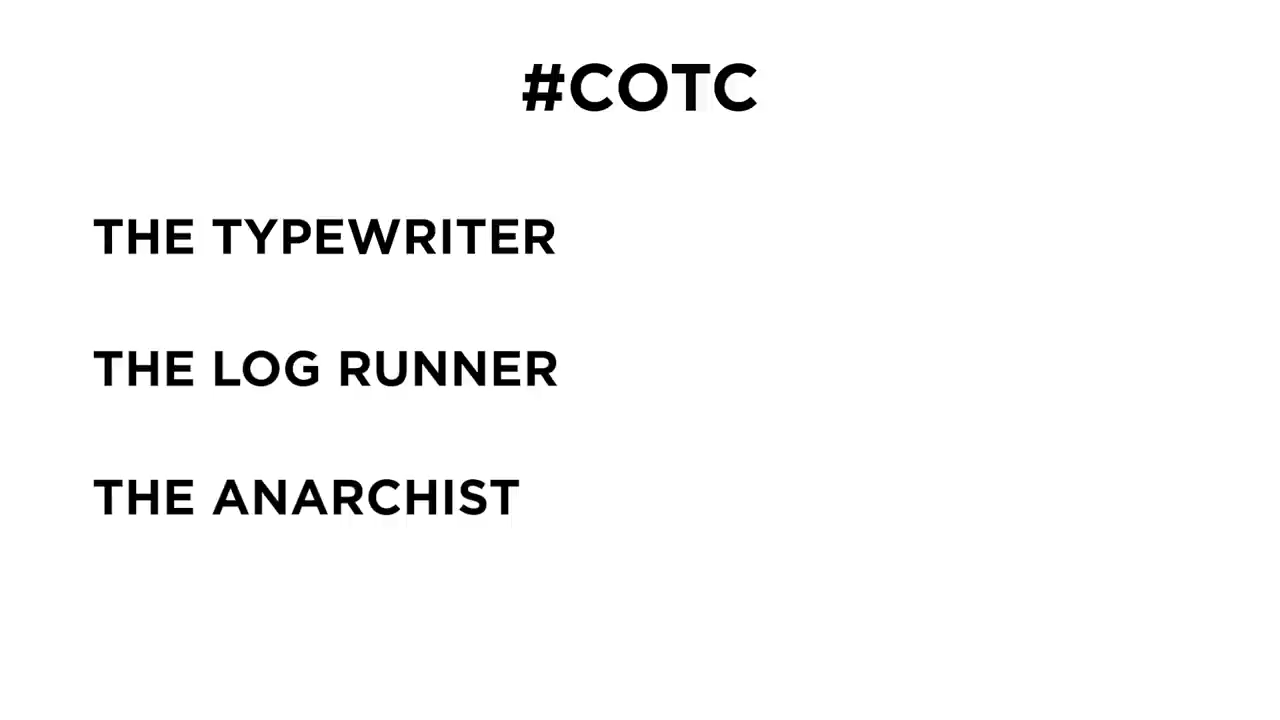 #COTC
THE TYPEWRITER
THE LOG RUNNER
THE ANARCHIST